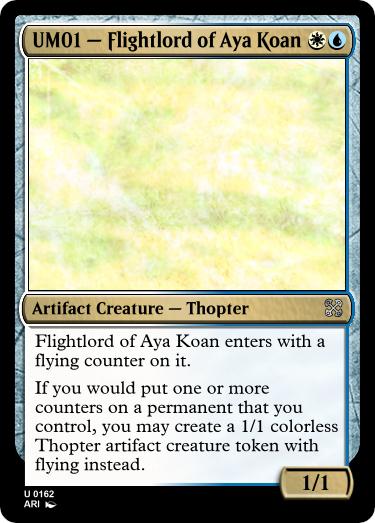 UM01 — Flightlord of Aya Koan
Artifact Creature — Thopter
Flightlord of Aya Koan enters with a
flying counter on it.
If you would put one or more
counters on a permanent that you
control, you may create a 1/1 colorless
Thopter artifact creature token with
flying instead.
1/1
U 0162
ARI